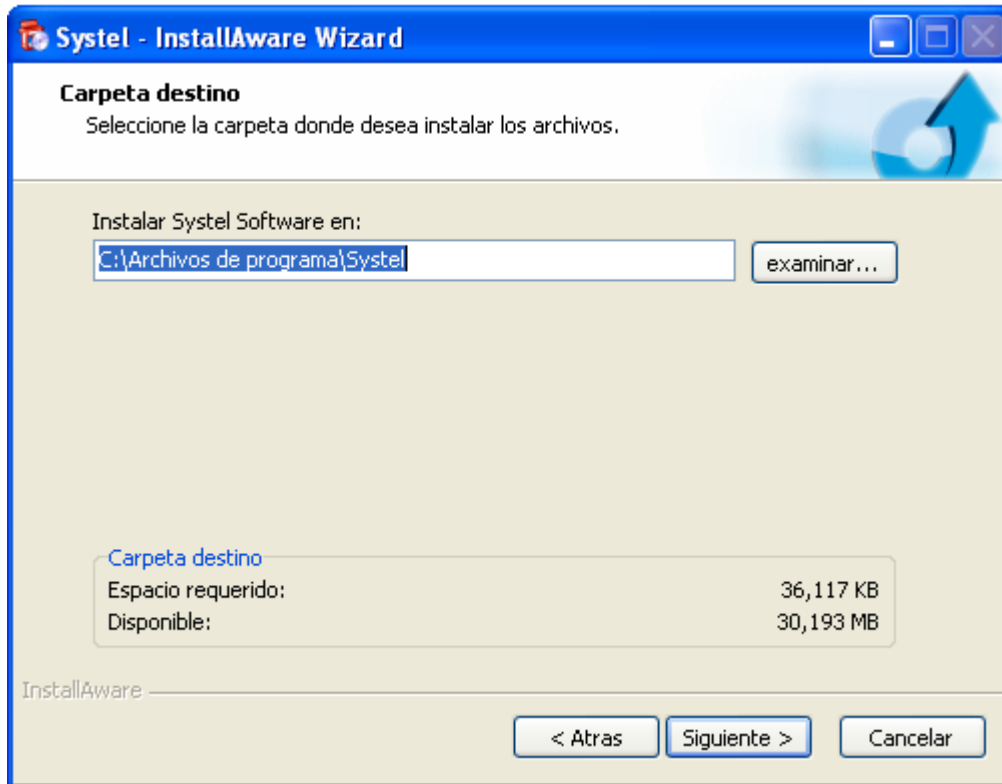 Systel - InstallAware Wizard
Carpeta destino
Seleccione la carpeta donde desea instalar los archivos.
Instalar Systel Software en:
C:\Archivos de programa\Systel
examinar...
Carpeta destino
Espacio requerido: 36,117 KB
Disponible: 30,193 MB
InstallAware
< Atras Siguiente > Cancelar